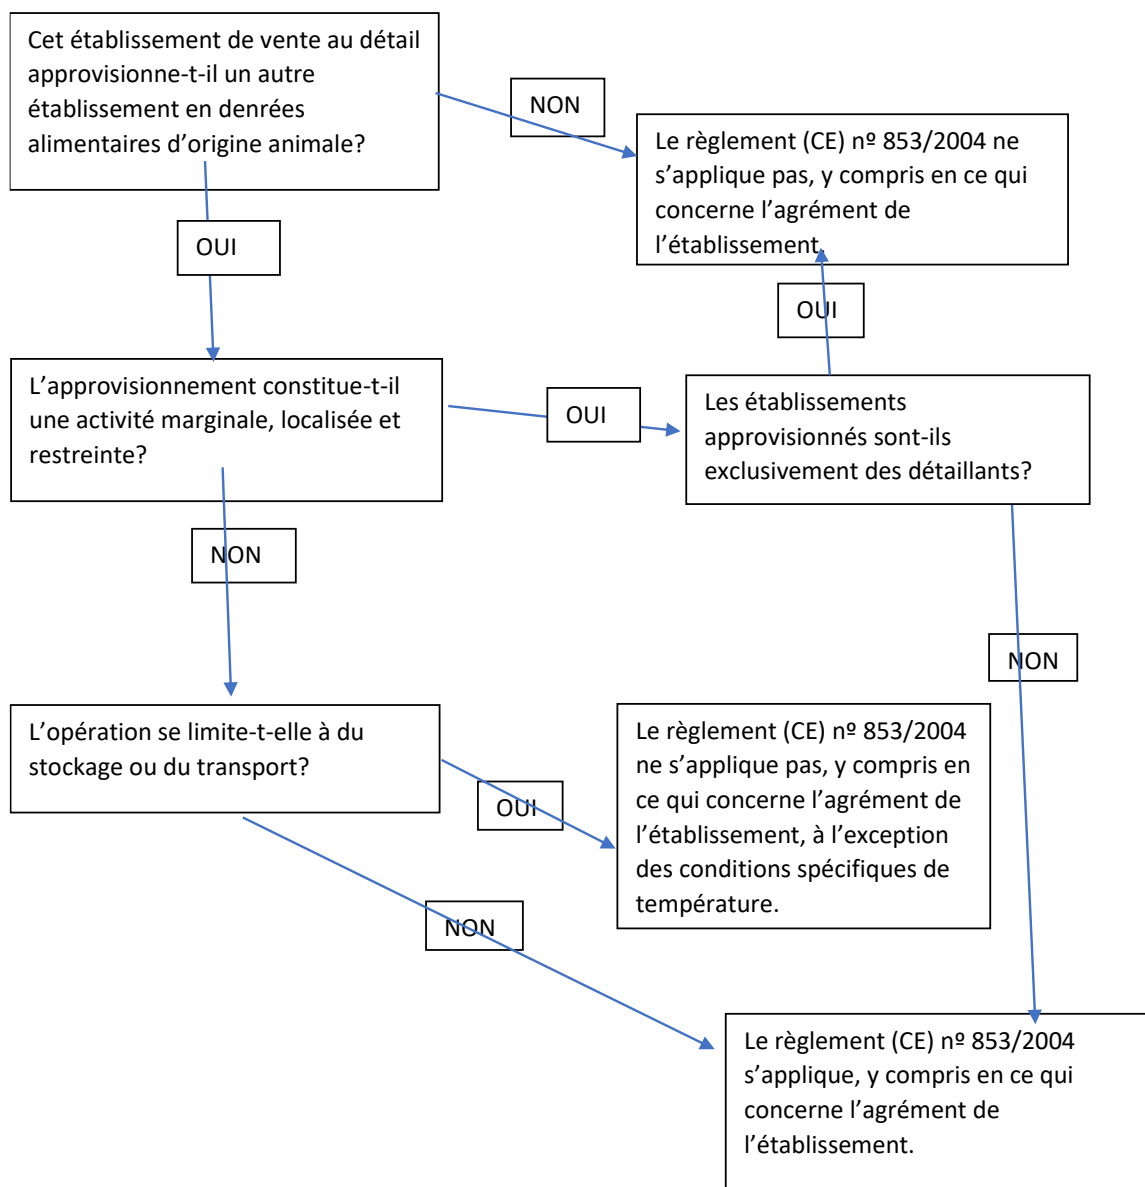 Cet établissement de vente au détail
approvisionne-t-il un autre
établissement en denrées
alimentaires d’origine animale?
NON
Le règlement (CE) nº 853/2004 ne
s’applique pas, y compris en ce qui
concerne l’agrément de
l’établissement.
OUI
OUI
L’approvisionnement constitue-t-il
une activité marginale, localisée et
restreinte?
OUI
Les établissements
approvisionnés sont-ils
exclusivement des détaillants?
NON
NON
L’opération se limite-t-elle à du
stockage ou du transport?
OUI
Le règlement (CE) nº 853/2004
ne s’applique pas, y compris en
ce qui concerne l’agrément de
l’établissement, à l’exception
des conditions spécifiques de
température.
NON
Le règlement (CE) nº 853/2004
s’applique, y compris en ce qui
concerne l’agrément de
l’établissement.